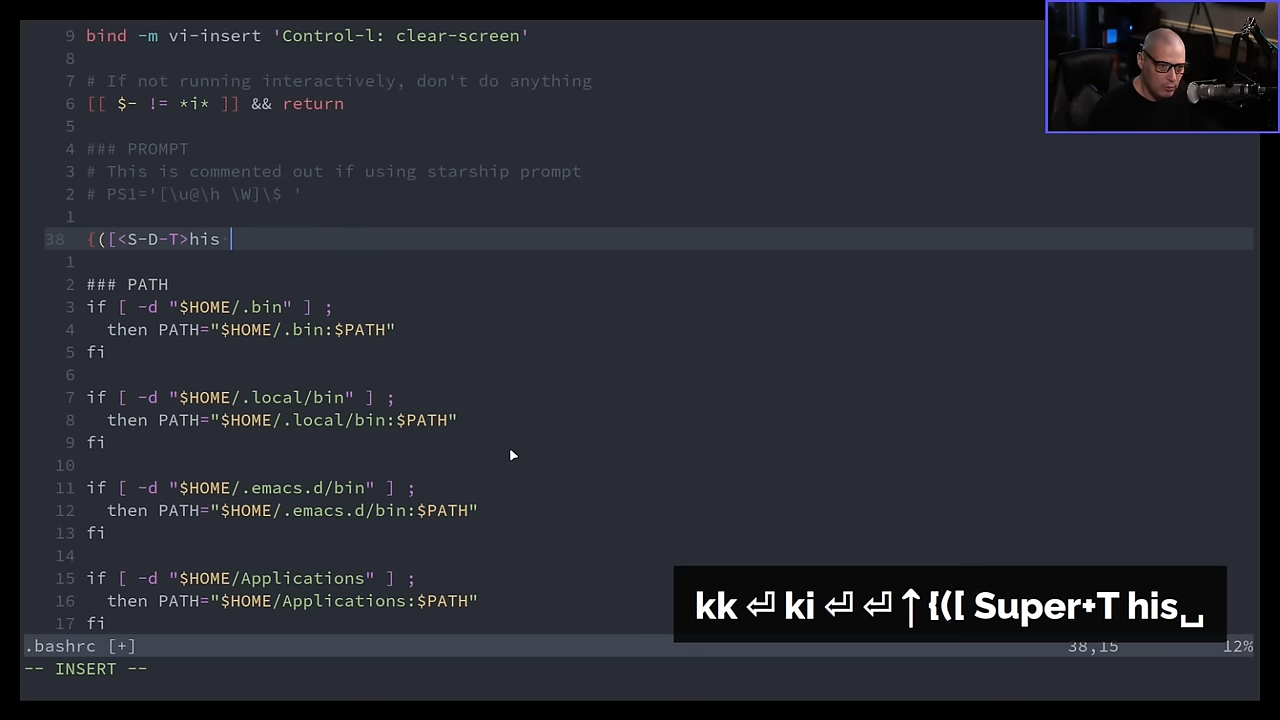 9 bind -m vi-insert 'Control-l: clear-screen'
8
7 # If not running interactively, don't do anything
6 [[ $- != *i* ]] && return
5
4 ### PROMPT
3 # This is commented out if using starship prompt
2 # PS1='[\u@\h \W]\$ '
1
38 {([<S-D-T>his
1
2 ### PATH
3 if [ -d "$HOME/.bin" ] ;
4 then PATH="$HOME/.bin:$PATH"
5 fi
6
7 if [ -d "$HOME/.local/bin" ] ;
8 then PATH="$HOME/.local/bin:$PATH"
9 fi
10
11 if [ -d "$HOME/.emacs.d/bin" ] ;
12 then PATH="$HOME/.emacs.d/bin:$PATH"
13 fi
14
15 if [ -d "$HOME/Applications" ] ;
16 then PATH="$HOME/Applications:$PATH"
17 fi
kk ⏎ ki ⏎ ⏎ ↑ {([ Super+T his␣
.bashrc [+] 38,15 12%
-- INSERT --